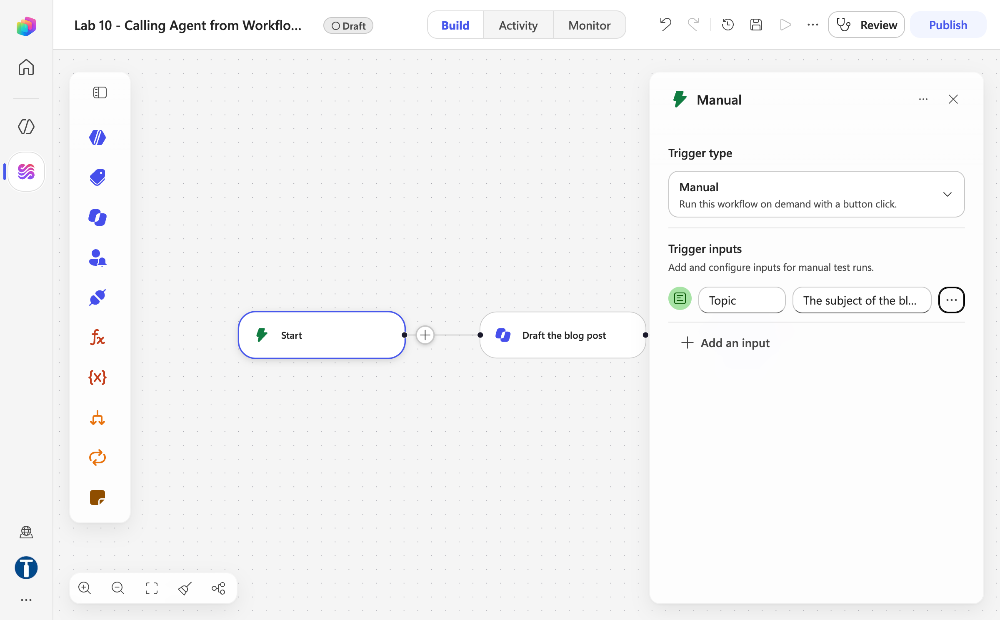 Lab 10 - Calling Agent from Workflo...
Draft
Build
Activity
Monitor
Review
Publish
Manual
Trigger type
Manual
Run this workflow on demand with a button click.
Trigger inputs
Add and configure inputs for manual test runs.
Topic
The subject of the bl...
Add an input
Start
Draft the blog post